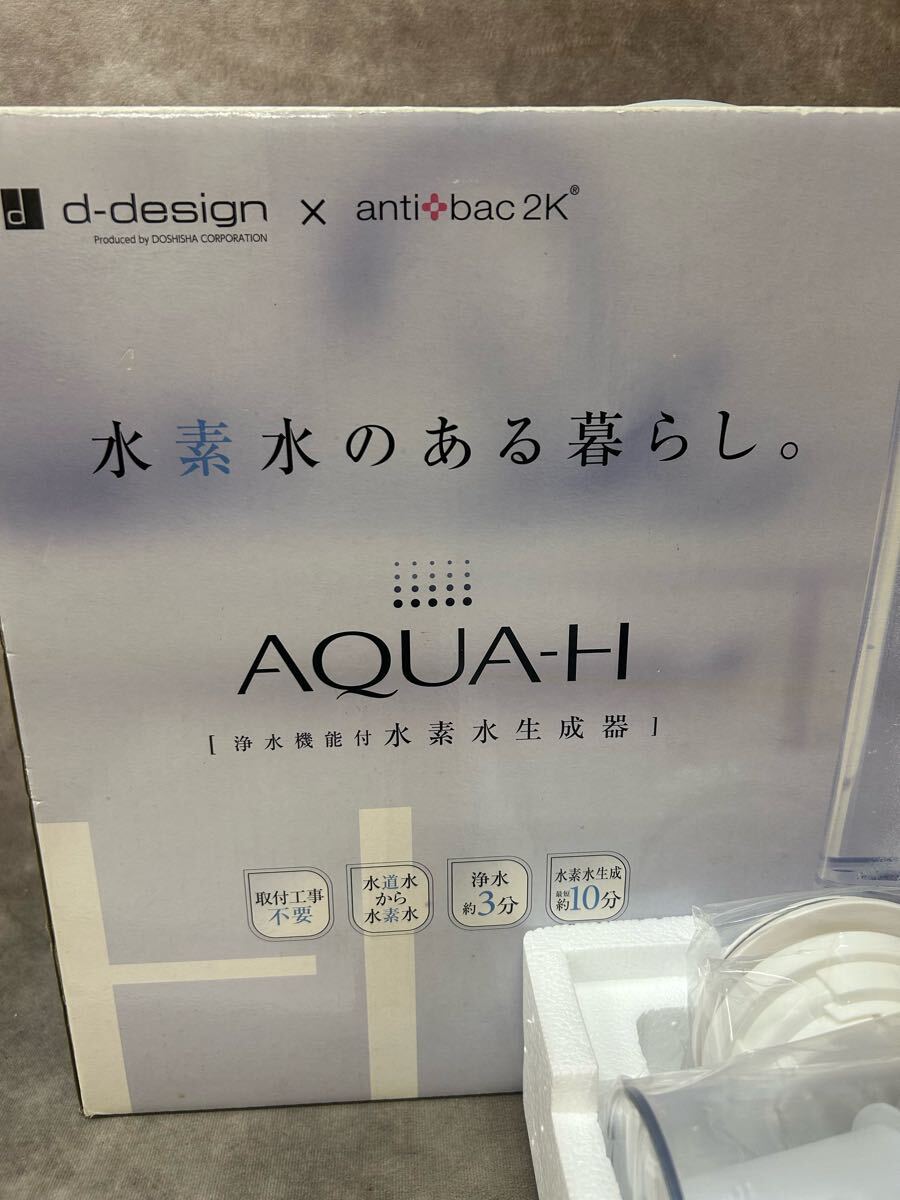 d d-design × anti+bac 2K®
Produced by DOSHISHA CORPORATION
水素水のある暮らし。
AQUA-H
[ 浄水機能付 水素水生成器 ]
取付工事
不要
水道水
から
水素水
浄水
約3分
水素水生成
最短
約10分